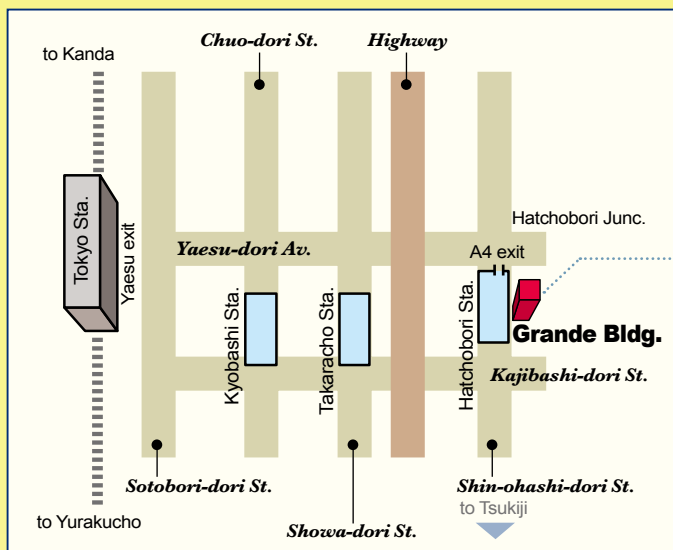 Chuo-dori St.
Highway
to Kanda
Tokyo Sta.
Yaesu exit
Hatchobori Junc.
Yaesu-dori Av.
A4 exit
Kyobashi Sta.
Takaracho Sta.
Hatchobori Sta.
Grande Bldg.
Kajibashi-dori St.
Sotobori-dori St.
Shin-ohashi-dori St.
to Tsukiji
to Yurakucho
Showa-dori St.